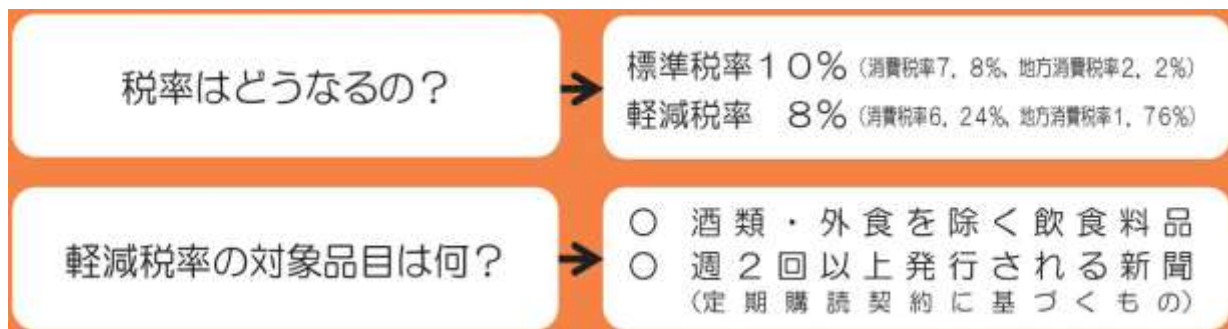 税率はどうなるの？
標準税率１０％（消費税率7，8％、地方消費税率2，2％）
軽減税率　８％（消費税率6，24％、地方消費税率1，76％）
軽減税率の対象品目は何？
○　酒類・外食を除く飲食料品
○　週２回以上発行される新聞
（定期購読契約に基づくもの）